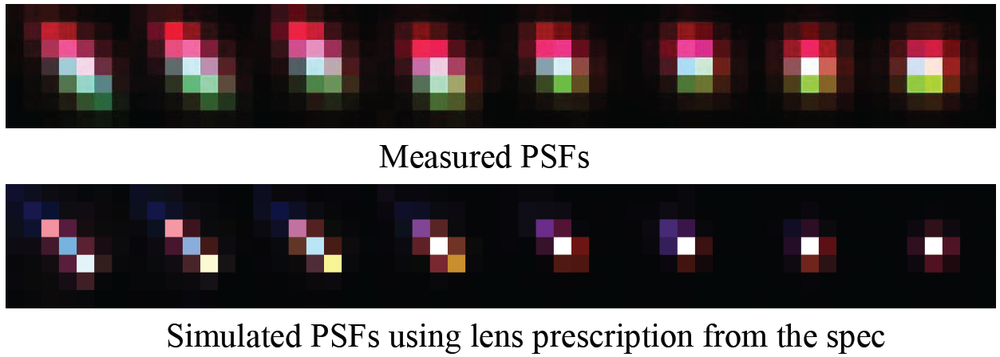 Measured PSFs
Simulated PSFs using lens prescription from the spec